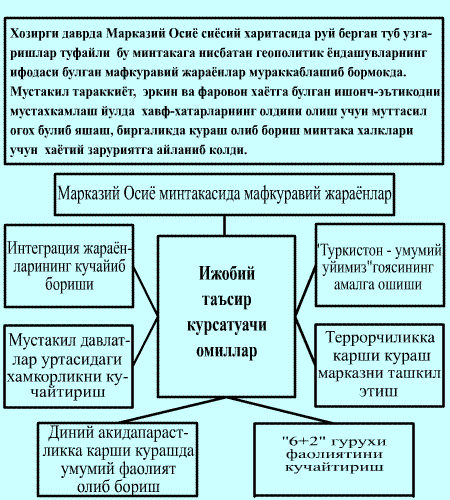 Хозирги даврда Марказий Осиё сиёсий харитасида руй берган туб узга-
ришлар туфайли бу минтакага нисбатан геополитик ёндашувларнинг
ифодаси булган мафкуравий жараёнлар мураккаблашиб бормокда.
Мустакил тараккиёт, эркин ва фаровон хаётга булган ишонч-эътикодни
мустахкамлаш йулда хавф-хатарларнинг олдини олиш учун муттасил
огох булиб яшаш, биргаликда кураш олиб бориш минтака халклари
учун хаётий заруриятга айланиб колди.
Марказий Осиё минтакасида мафкуравий жараёнлар
Интеграция жараён-
ларининг кучайиб
бориши
Ижобий
таъсир
курсатуачи
омиллар
"Туркистон - умумий
уйимиз"гоясининг
амалга ошиши
Мустакил давлат-
лар уртасидаги
хамкорликни ку-
чайтириш
Террорчиликка
карши кураш
марказни ташкил
этиш
Диний акидапараст-
ликка карши курашда
умумий фаолият
олиб бориш
"6+2" гурухи
фаолиятини
кучайтириш